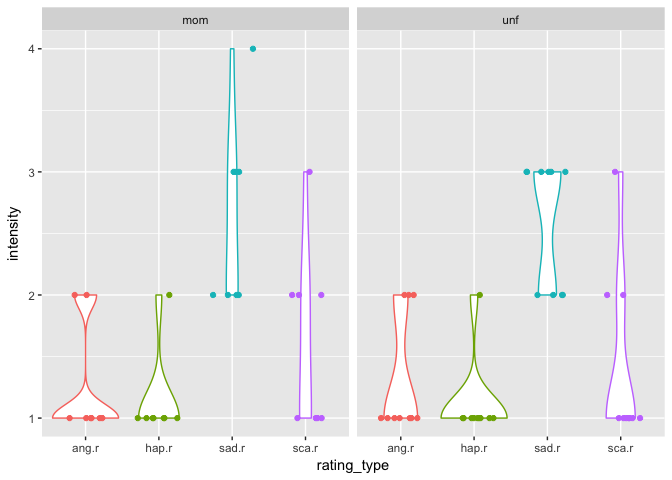 mom
unf
intensity
4
3
2
1
ang.r
hap.r
sad.r
sca.r
ang.r
hap.r
sad.r
sca.r
rating_type